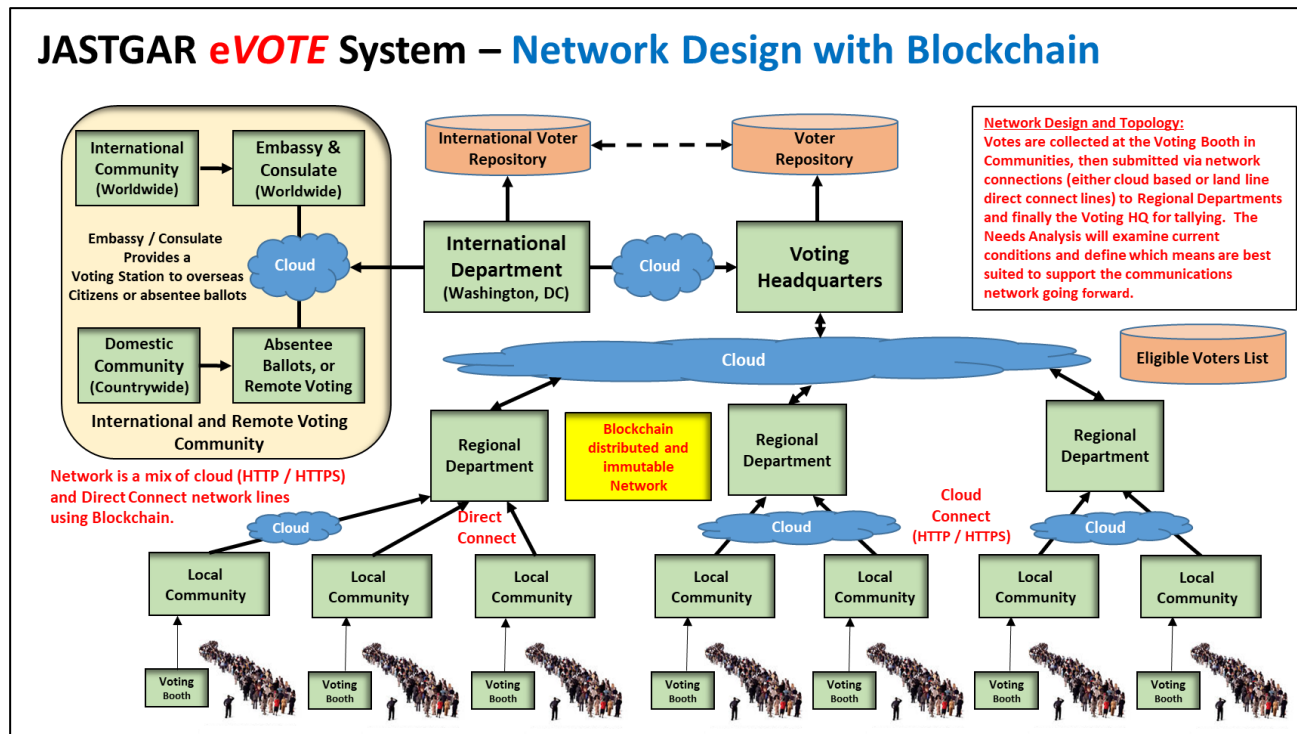 JASTGAR eVOTE System – Network Design with Blockchain
International
Community
(Worldwide)
Embassy &
Consulate
(Worldwide)
Embassy / Consulate
Provides a
Voting Station to overseas
Citizens or absentee ballots
Cloud
Domestic
Community
(Countrywide)
Absentee
Ballots, or
Remote Voting
International and Remote Voting
Community
International Voter
Repository
Voter
Repository
International
Department
(Washington, DC)
Cloud
Voting
Headquarters
Network Design and Topology:
Votes are collected at the Voting Booth in
Communities, then submitted via network
connections (either cloud based or land line
direct connect lines) to Regional Departments
and finally the Voting HQ for tallying. The
Needs Analysis will examine current
conditions and define which means are best
suited to support the communications
network going forward.
Cloud
Eligible Voters List
Regional
Department
Blockchain
distributed and
immutable
Network
Regional
Department
Regional
Department
Network is a mix of cloud (HTTP / HTTPS)
and Direct Connect network lines
using Blockchain.
Cloud
Direct
Connect
Cloud
Cloud
Connect
(HTTP / HTTPS)
Cloud
Local
Community
Local
Community
Local
Community
Local
Community
Local
Community
Local
Community
Local
Community
Voting
Booth
Voting
Booth
Voting
Booth
Voting
Booth
Voting
Booth
Voting
Booth
Voting
Booth